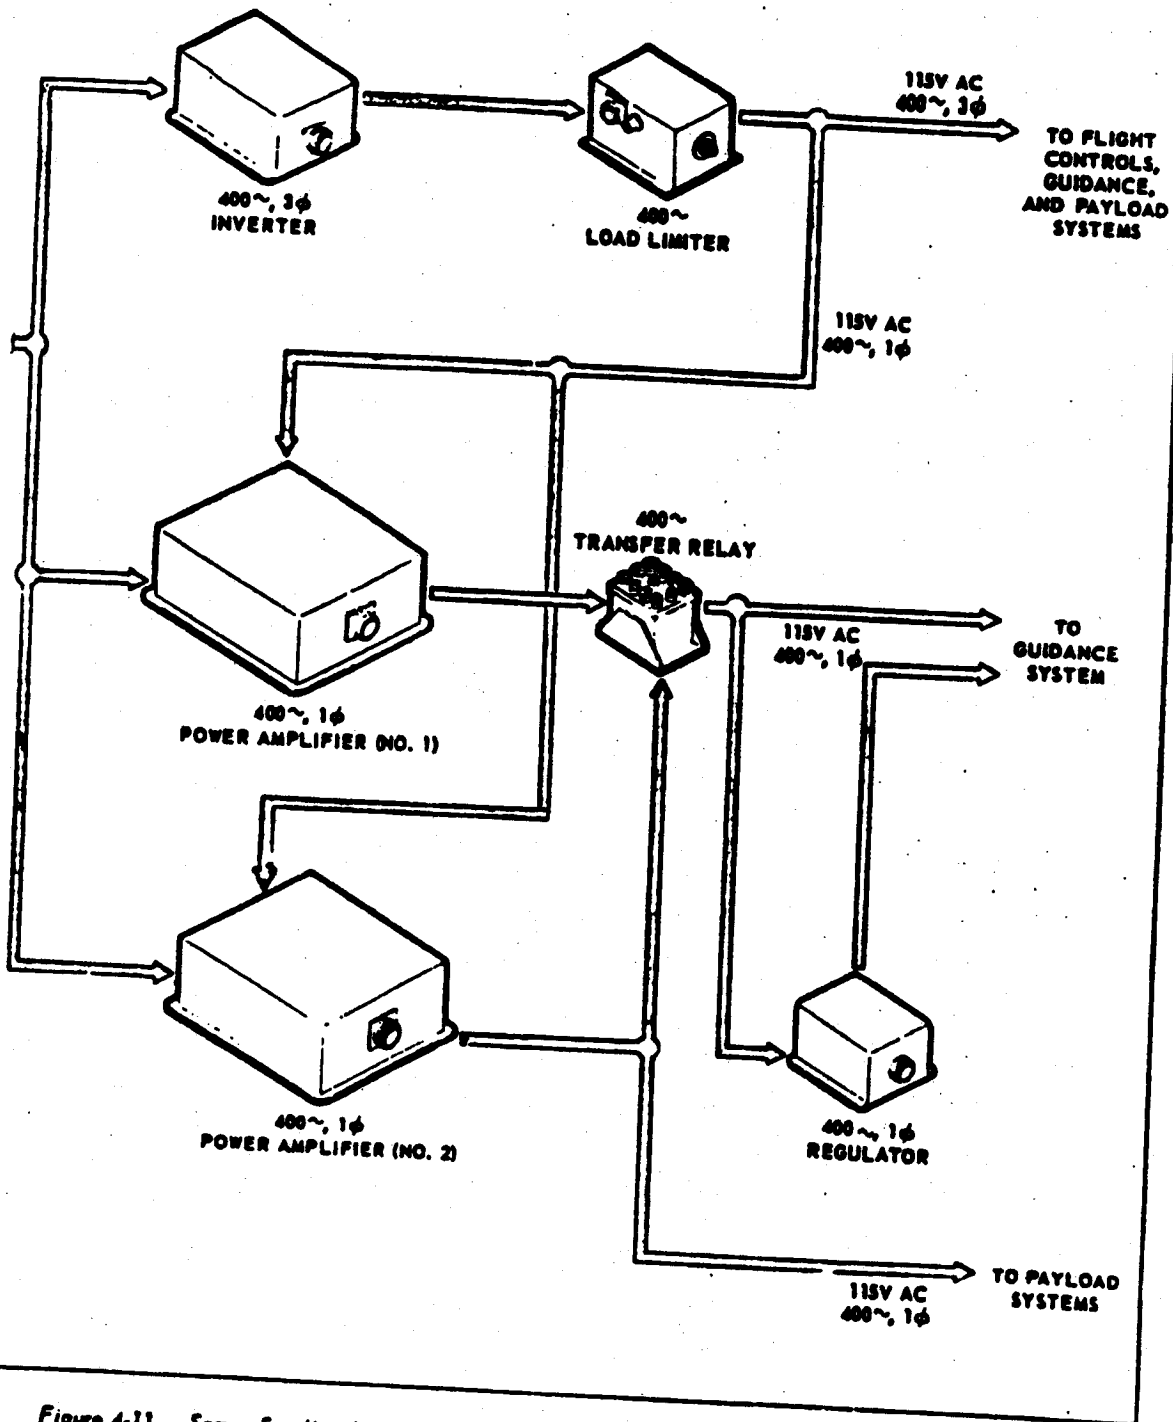 115V AC
400~, 3φ
TO FLIGHT
CONTROLS,
GUIDANCE,
AND PAYLOAD
SYSTEMS
400~, 3φ
INVERTER
400~
LOAD LIMITER
115V AC
400~, 1φ
400~
TRANSFER RELAY
115V AC
400~, 1φ
TO
GUIDANCE
SYSTEM
400~, 1φ
POWER AMPLIFIER (NO. 1)
400~, 1φ
POWER AMPLIFIER (NO. 2)
400~, 1φ
REGULATOR
115V AC
400~, 1φ
TO PAYLOAD
SYSTEMS
Figure 4-11